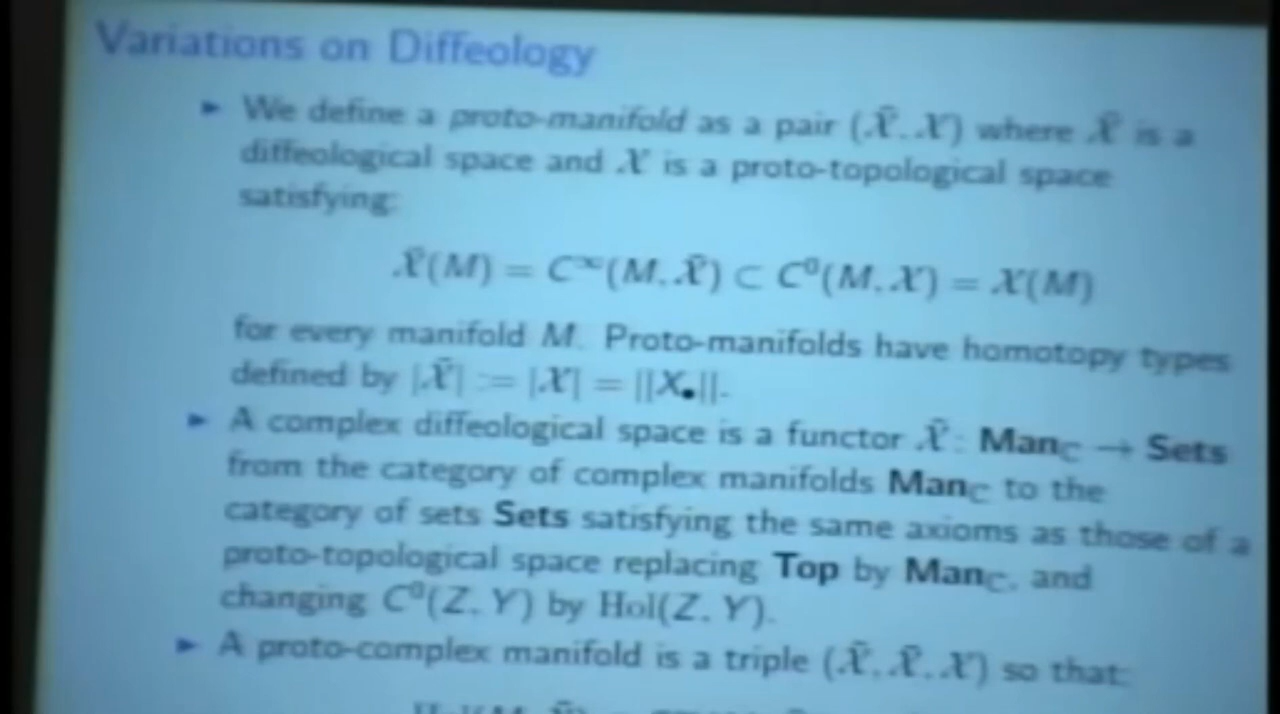 Variations on Diffeology
► We define a proto-manifold as a pair (X̂, X) where X̂ is a
diffeological space and X is a proto-topological space
satisfying:
X̂(M) = C∞(M, X̂) ⊂ C⁰(M, X) = X(M)
for every manifold M. Proto-manifolds have homotopy types
defined by |X̂| := |X| = ||X•||.
► A complex diffeological space is a functor X̃ : Man_C → Sets
from the category of complex manifolds Man_C to the
category of sets Sets satisfying the same axioms as those of a
proto-topological space replacing Top by Man_C, and
changing C⁰(Z, Y) by Hol(Z, Y).
► A proto-complex manifold is a triple (X̃, X̂, X) so that: